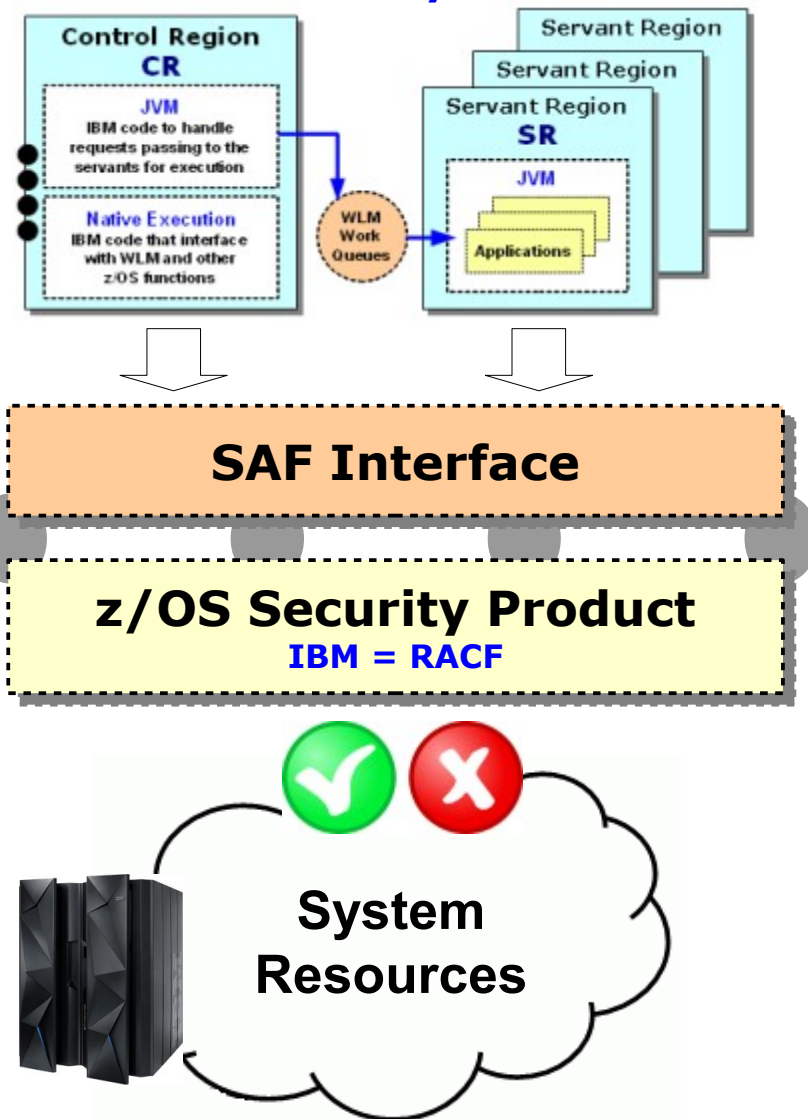 Control Region
CR
JVM
IBM code to handle
requests passing to the
servants for execution
Native Execution
IBM code that interface
with WLM and other
z/OS functions
WLM
Work
Queues
Servant Region
Servant Region
Servant Region
SR
JVM
Applications
SAF Interface
z/OS Security Product
IBM = RACF
System
Resources